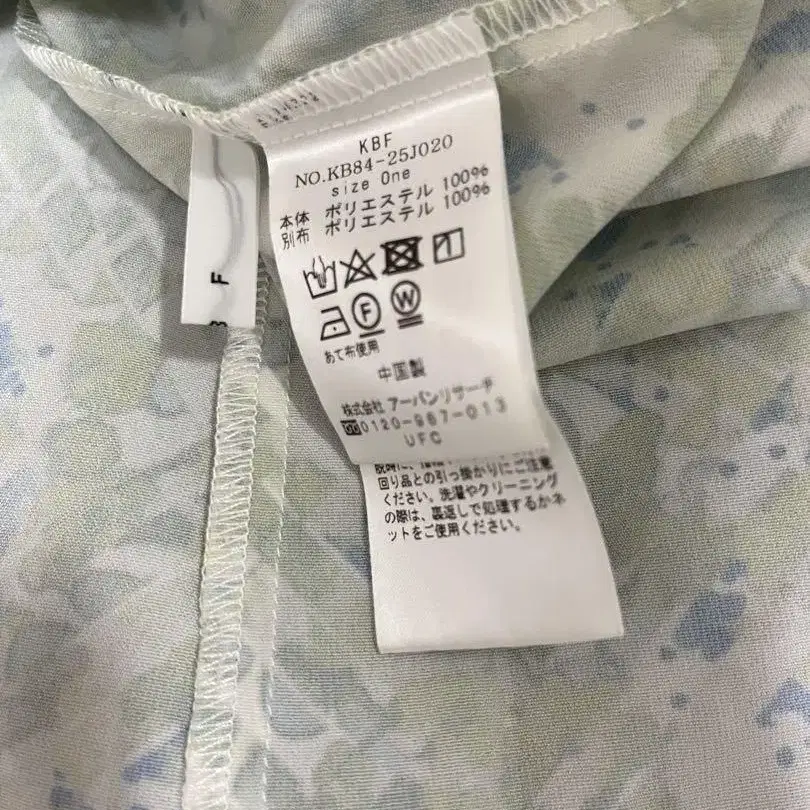 KBF
NO.KB84-25J020
size One
本体 ポリエステル 100%
別布 ポリエステル 100%
F
W
あて布使用
中国製
株式会社 アーバンリサーチ
0120-987-013
UFC
回り品との引っ掛かりにご注意
ください。洗濯やクリーニング
の際は、裏返しで処理するかネ
ットをご使用ください。
B F